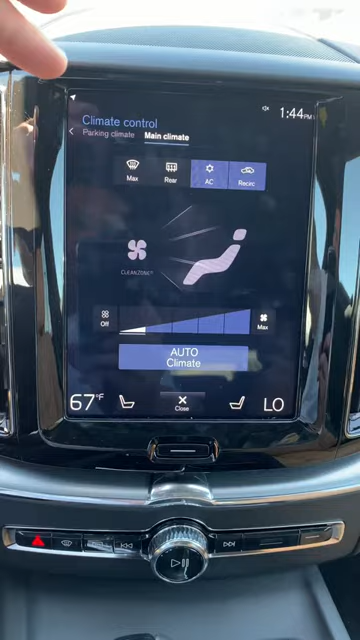 1:44PM
Climate control
Parking climate Main climate
Max Rear AC Recirc
CLEANZONE
Off Max
AUTO
Climate
67°F Close LO